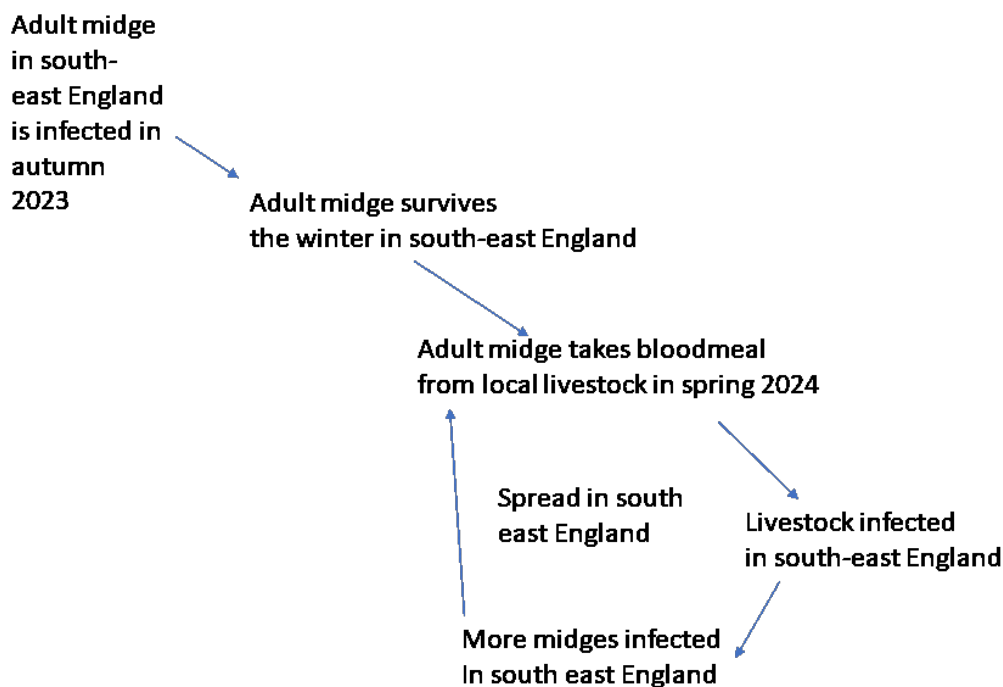 Adult midge
in south-
east England
is infected in
autumn
2023
Adult midge survives
the winter in south-east England
Adult midge takes bloodmeal
from local livestock in spring 2024
Spread in south
east England
Livestock infected
in south-east England
More midges infected
In south east England